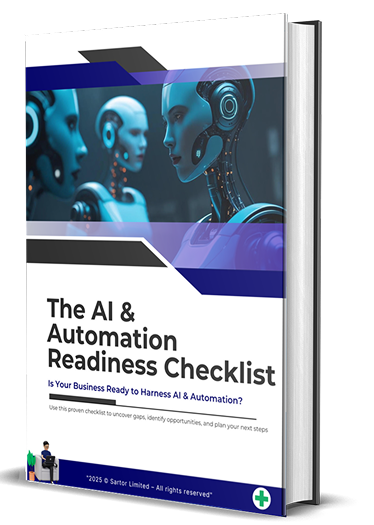 The AI &
Automation
Readiness Checklist
Is Your Business Ready to Harness AI & Automation?
Use this proven checklist to uncover gaps, identify opportunities, and plan your next steps
"2025 © Sartor Limited – All rights reserved"